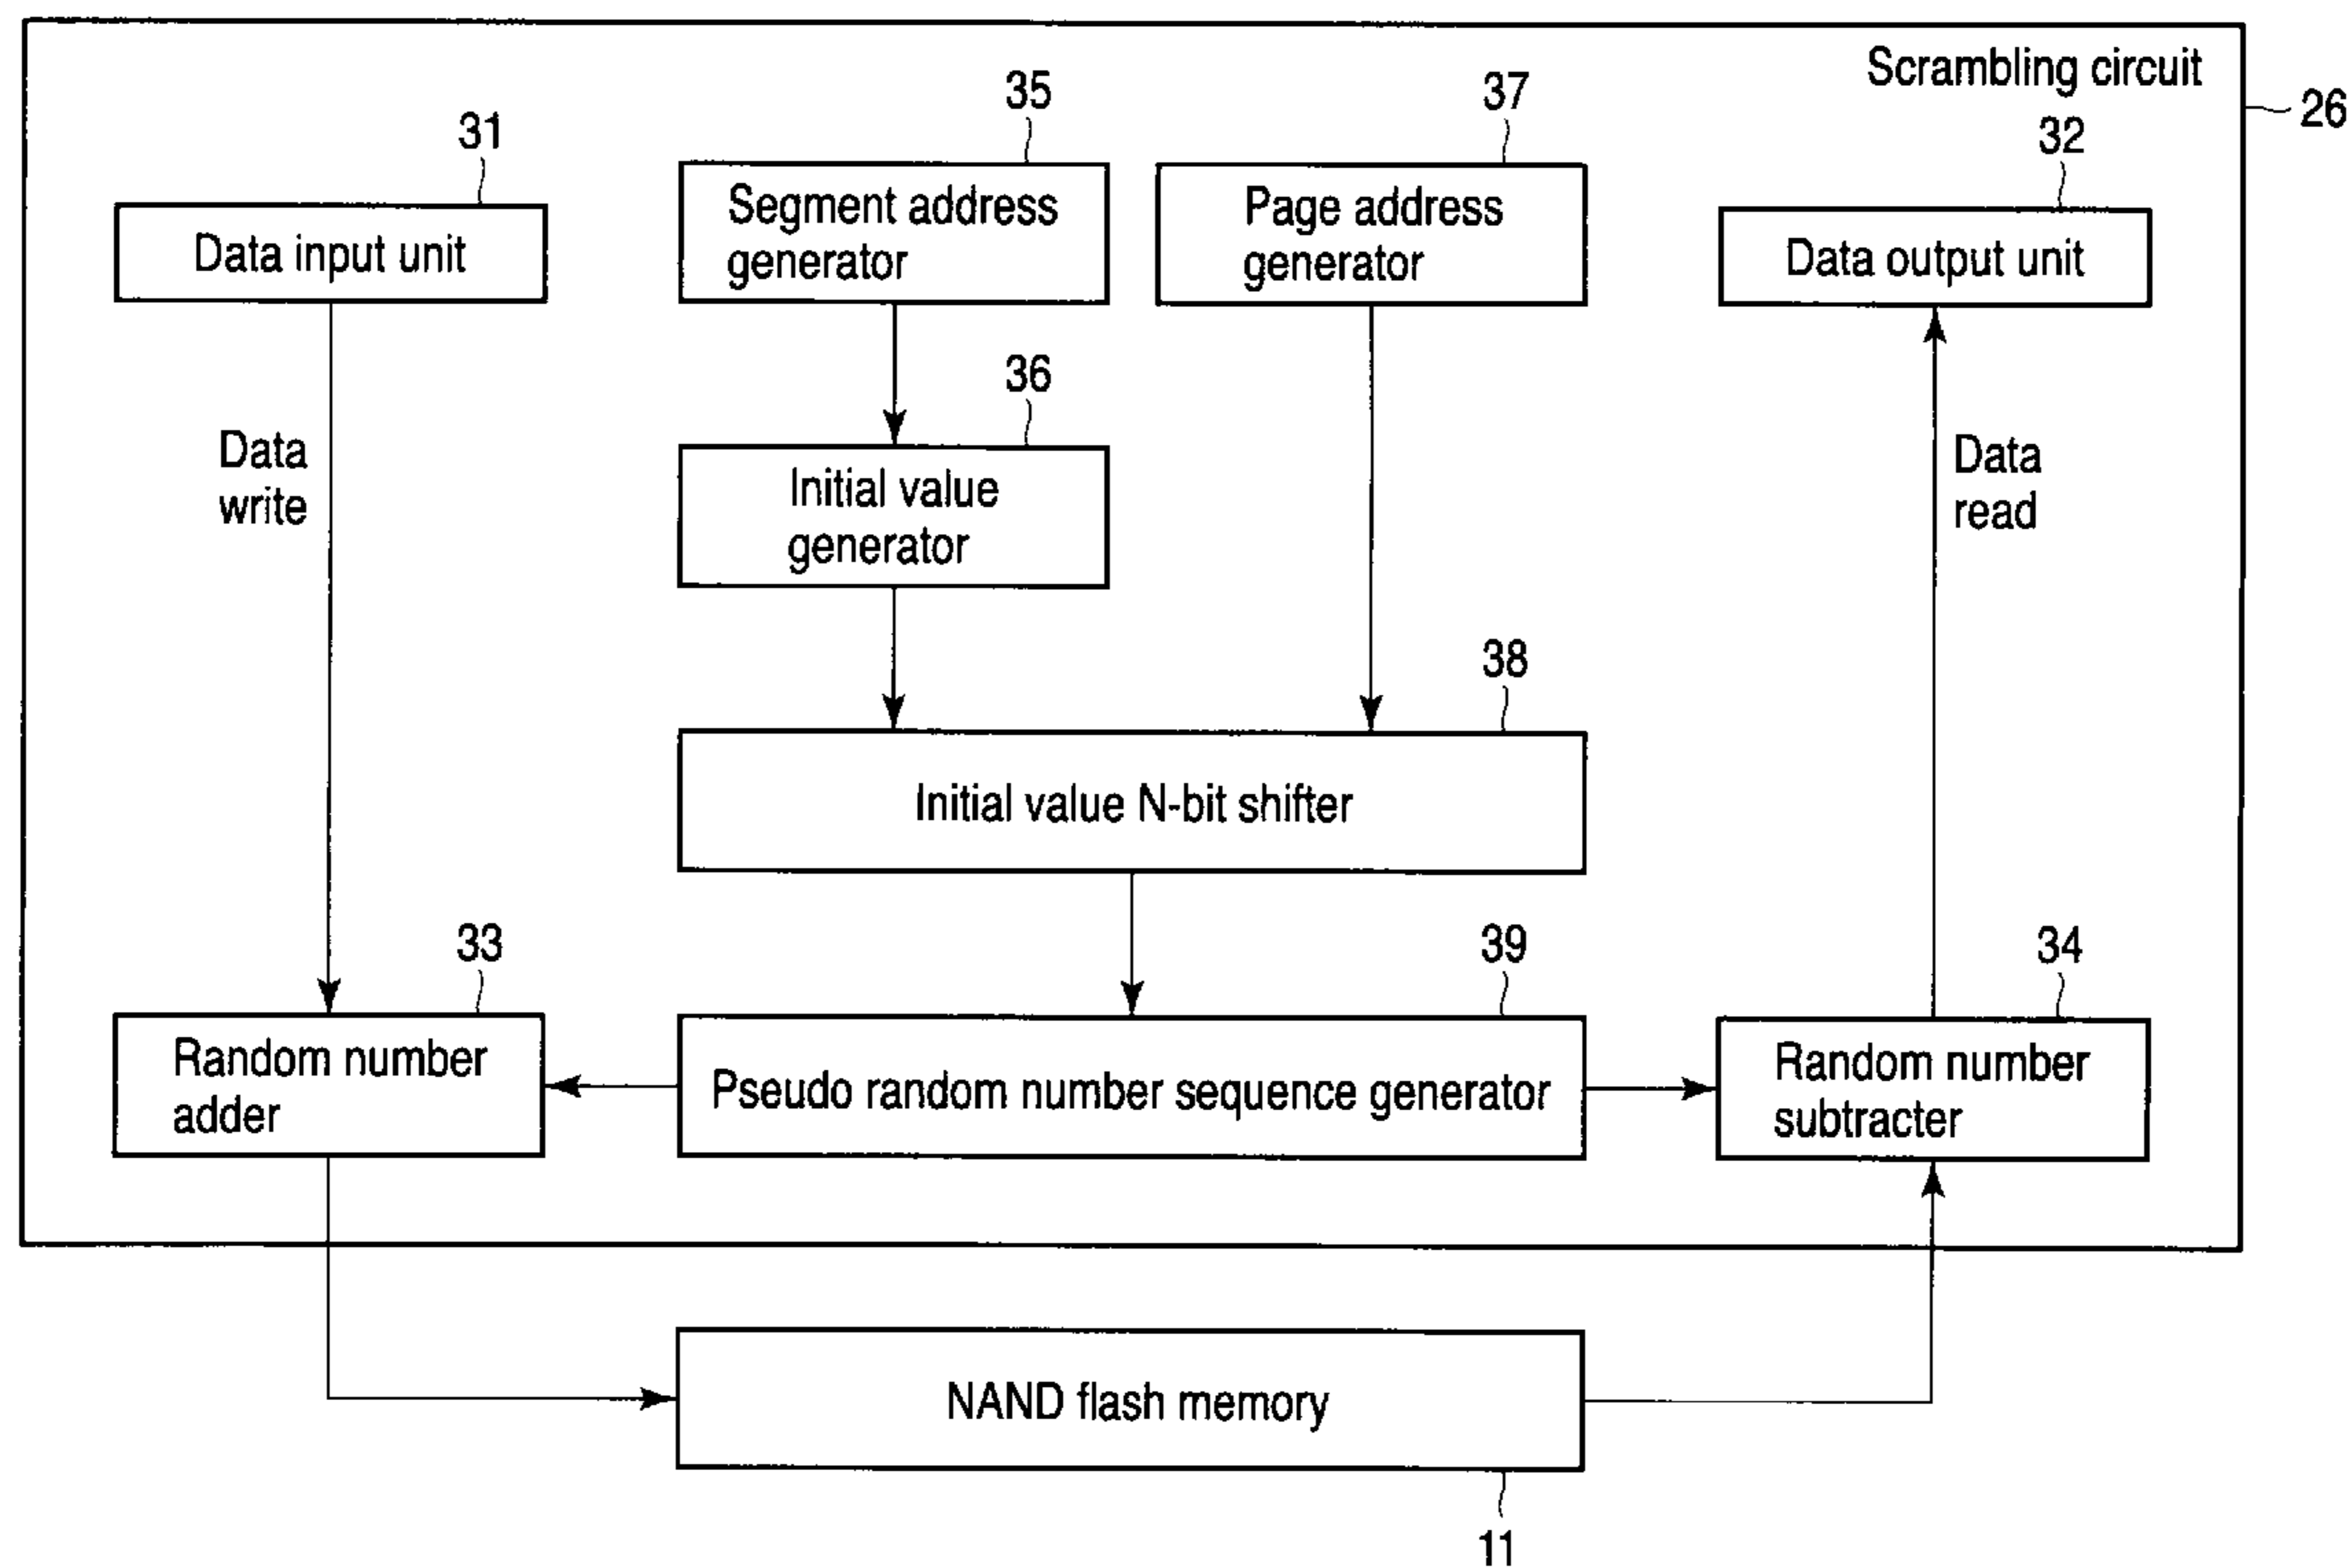 Scrambling circuit
26
31
35
37
32
Data input unit
Segment address
generator
Page address
generator
Data output unit
36
Data
write
Initial value
generator
Data
read
38
Initial value N-bit shifter
33
39
34
Random number
adder
Pseudo random number sequence generator
Random number
subtracter
NAND flash memory
11